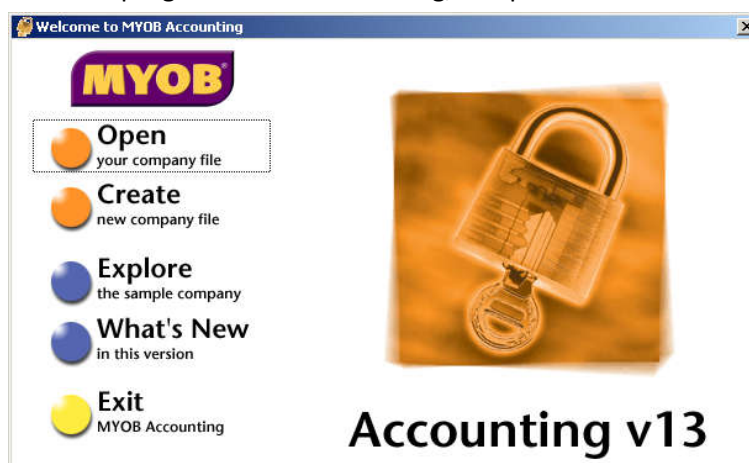 Welcome to MYOB Accounting
MYOB
Open
your company file
Create
new company file
Explore
the sample company
What's New
in this version
Exit
MYOB Accounting
Accounting v13